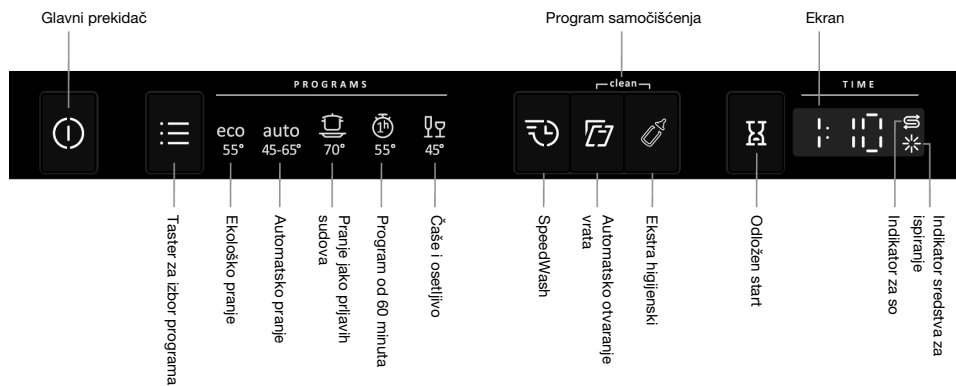 Glavni prekidač
Program samočišćenja
Ekran
PROGRAMS
clean
TIME
eco
55°
auto
45-65°
70°
1h
55°
45°
1:10
Taster za izbor programa
Ekološko pranje
Automatsko pranje
Pranje jako prljavih
sudova
Program od 60 minuta
Čaše i osetljivo
SpeedWash
Automatsko otvaranje
vrata
Ekstra higijenski
Odložen start
Indikator za so
Indikator sredstva za
ispiranje